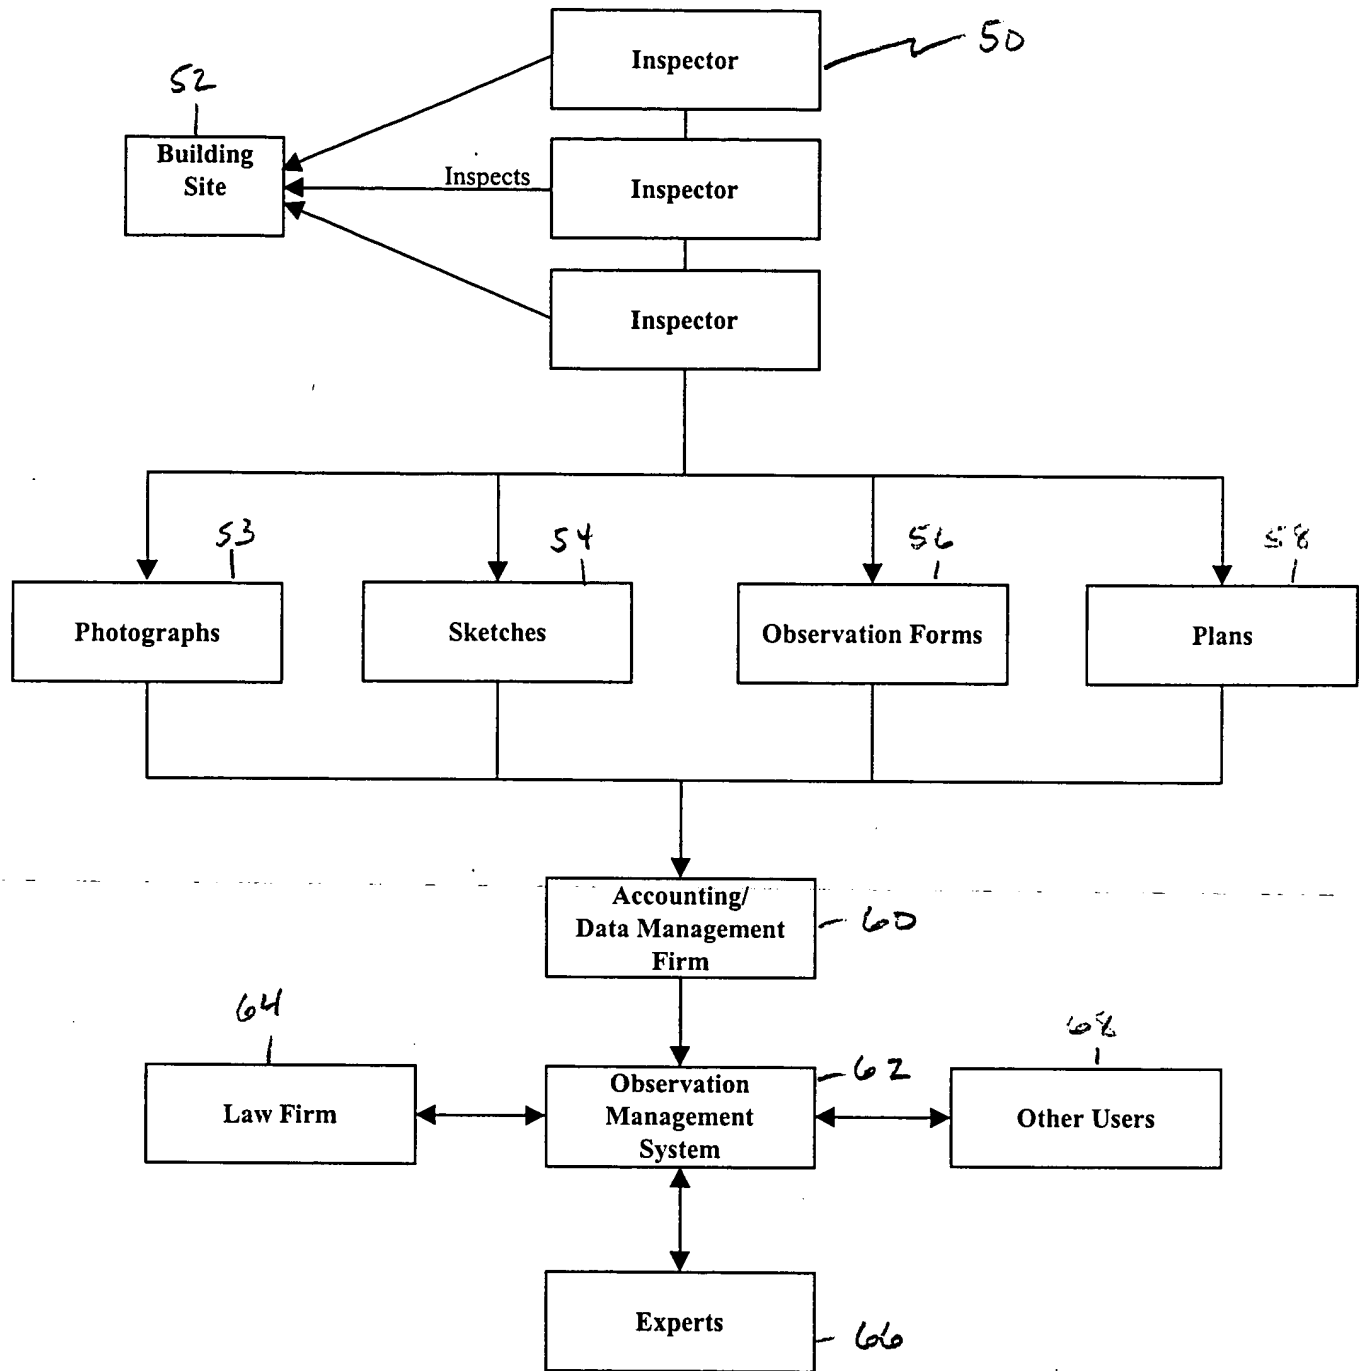 Inspector
50
52
Building
Site
Inspects
Inspector
Inspector
53
54
56
58
Photographs
Sketches
Observation Forms
Plans
Accounting/
Data Management
Firm
60
64
68
62
Law Firm
Observation
Management
System
Other Users
Experts
66